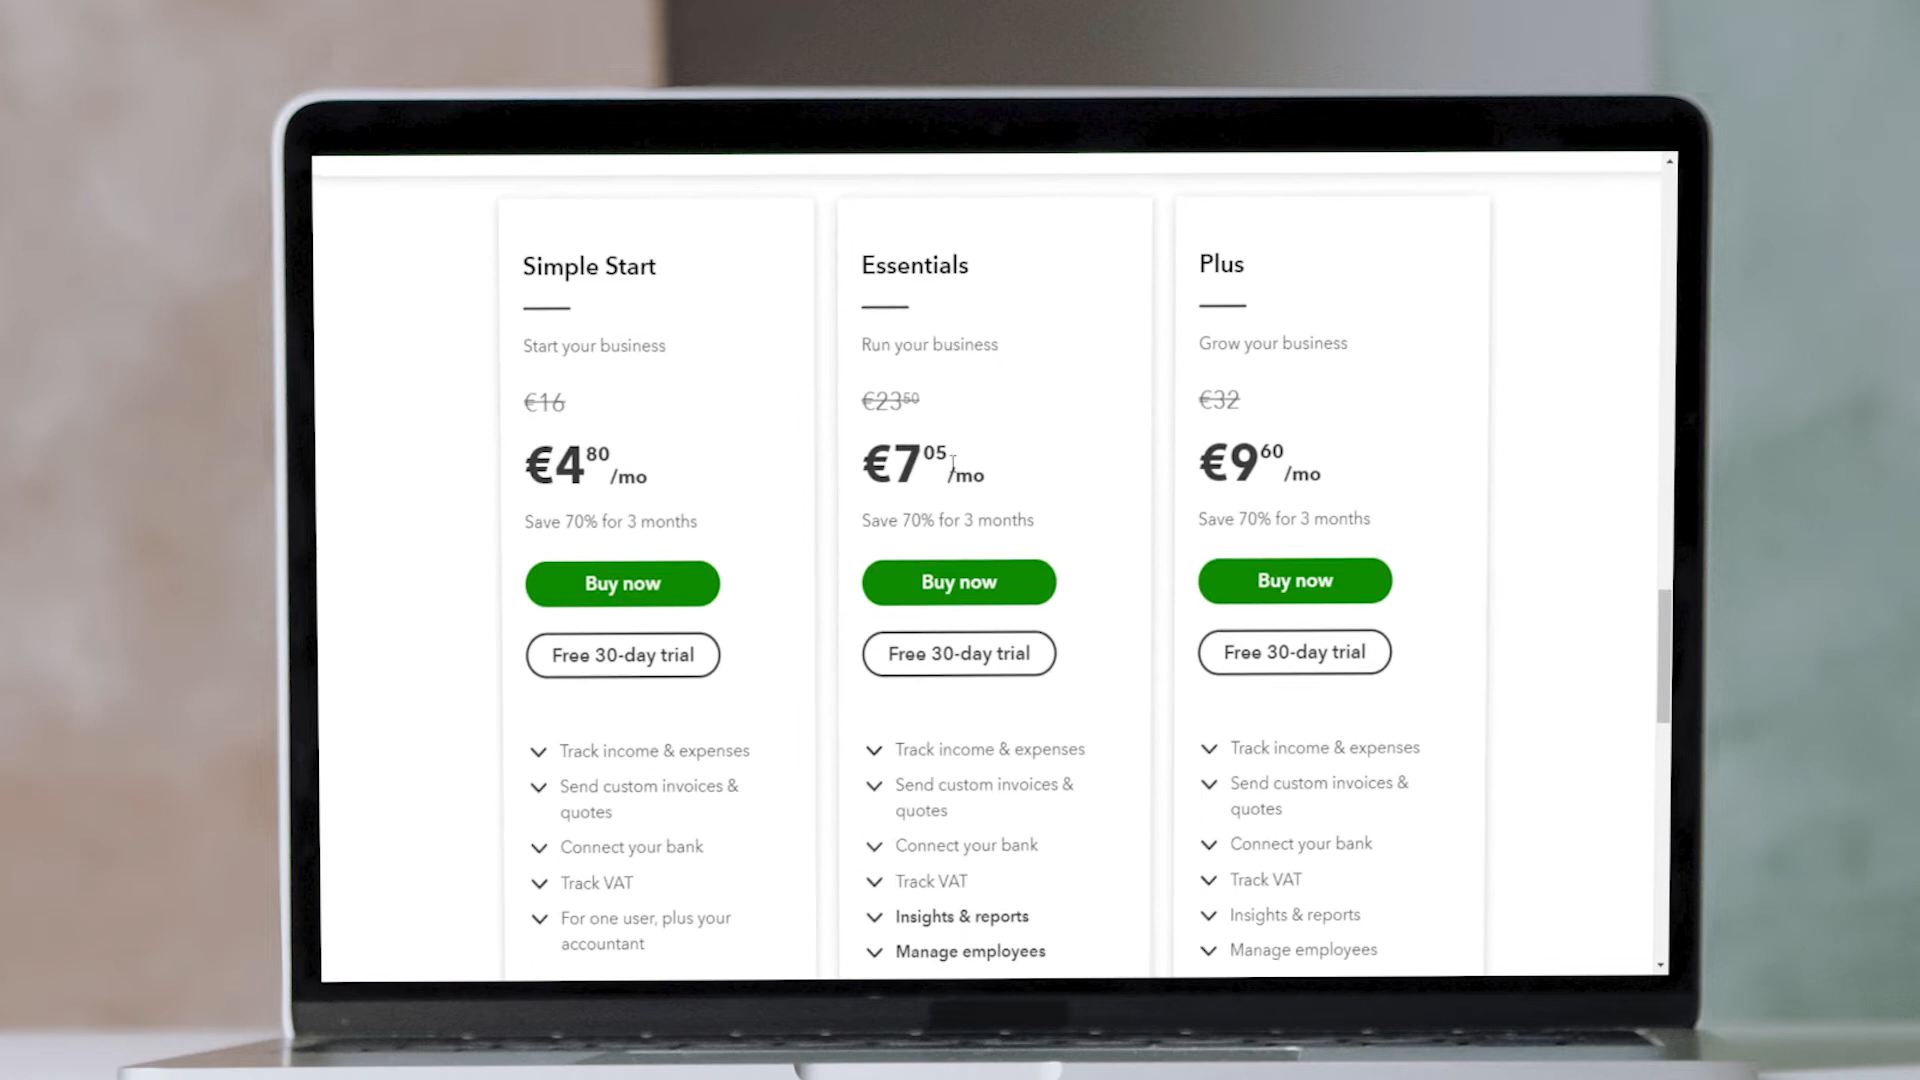 Simple Start
Start your business
€16
€4 80 /mo
Save 70% for 3 months
Buy now
Free 30-day trial
Track income & expenses
Send custom invoices &
quotes
Connect your bank
Track VAT
For one user, plus your
accountant
Essentials
Run your business
€23 50
€7 05 /mo
Save 70% for 3 months
Buy now
Free 30-day trial
Track income & expenses
Send custom invoices &
quotes
Connect your bank
Track VAT
Insights & reports
Manage employees
Plus
Grow your business
€32
€9 60 /mo
Save 70% for 3 months
Buy now
Free 30-day trial
Track income & expenses
Send custom invoices &
quotes
Connect your bank
Track VAT
Insights & reports
Manage employees